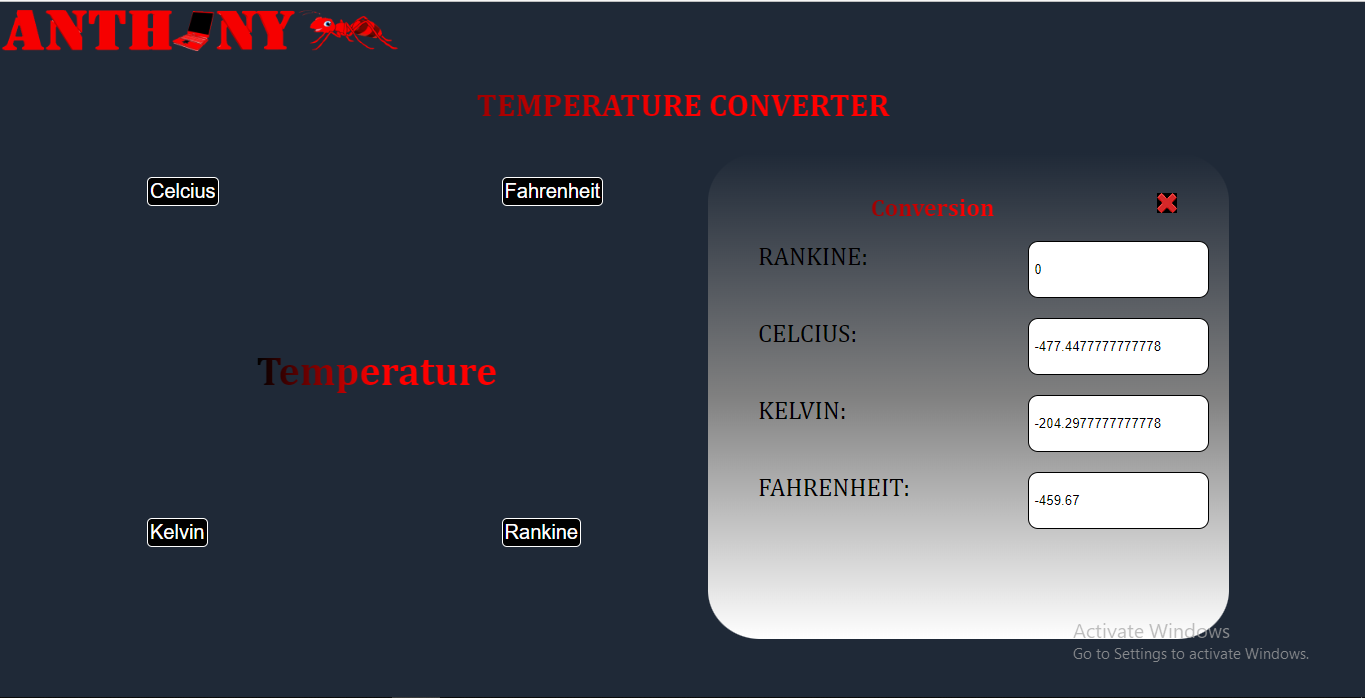 ANTHONY
TEMPERATURE CONVERTER
Celcius
Fahrenheit
Temperature
Kelvin
Rankine
Conversion
RANKINE:
0
CELCIUS:
-477.4477777777778
KELVIN:
-204.2977777777778
FAHRENHEIT:
-459.67
Activate Windows
Go to Settings to activate Windows.